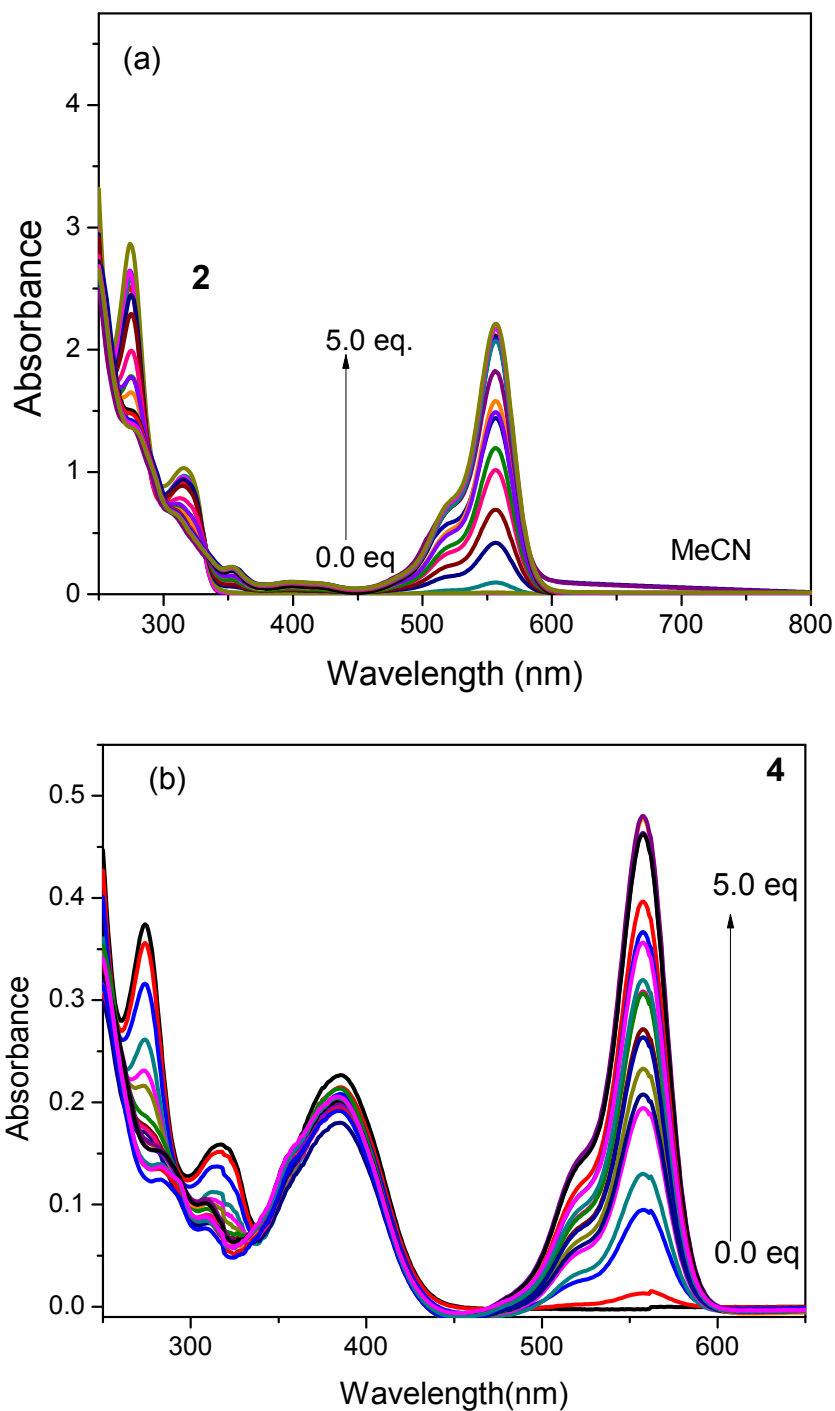 (a)
4
3
2
1
0
Absorbance
2
5.0 eq.
0.0 eq
MeCN
300 400 500 600 700 800
Wavelength (nm)
(b)
4
0.5
0.4
0.3
0.2
0.1
0.0
Absorbance
5.0 eq
0.0 eq
300 400 500 600
Wavelength(nm)